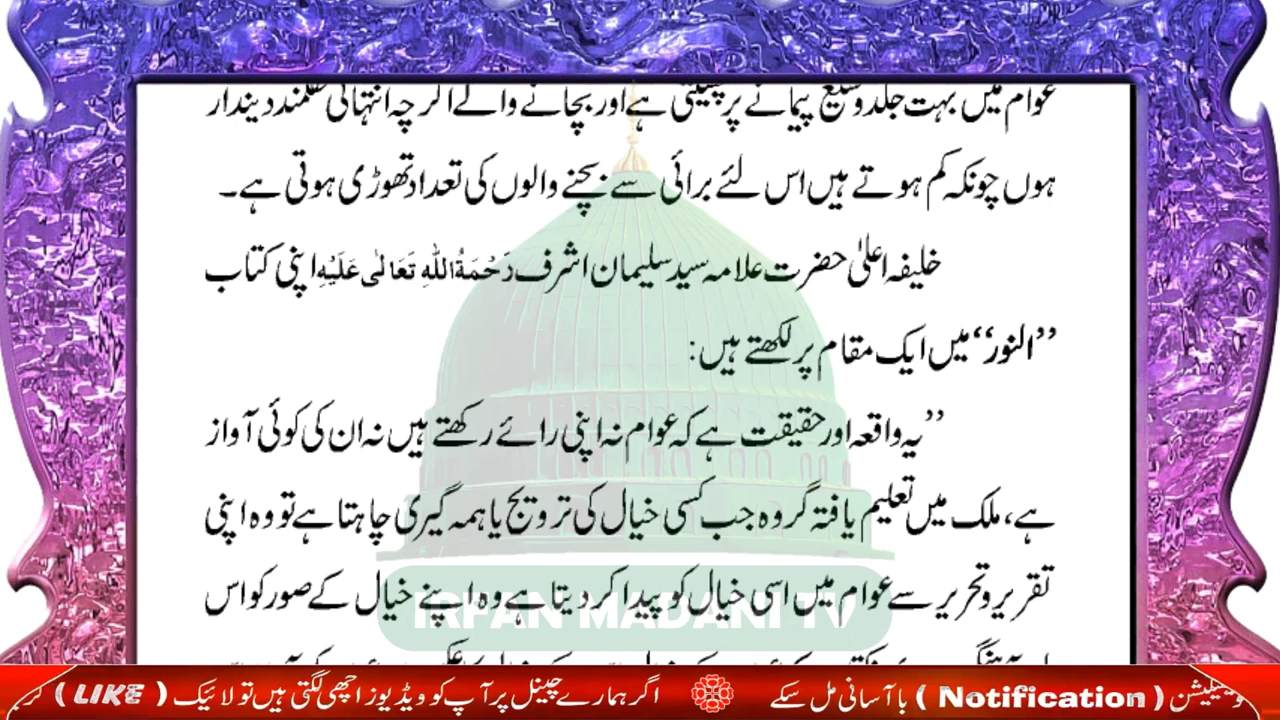 عوام میں بہت جلد وسیع پیمانے پر پھیلتی ہے اور بچانے والے اگرچہ انتہائی عقلمند دیندار
ہوں چونکہ کم ہوتے ہیں اس لئے برائی سے بچنے والوں کی تعداد تھوڑی ہوتی ہے۔
خلیفہ اعلیٰ حضرت علامہ سید سلیمان اشرف رَحْمَۃُ اللہِ تَعَالٰی عَلَیْہِ اپنی کتاب
”النور“ میں ایک مقام پر لکھتے ہیں:
”یہ واقعہ اور حقیقت ہے کہ عوام نہ اپنی رائے رکھتے ہیں نہ ان کی کوئی آواز
ہے، ملک میں تعلیم یافتہ گروہ جب کسی خیال کی ترویج یا ہمہ گیری چاہتا ہے تو وہ اپنی
تقریر و تحریر سے عوام میں اسی خیال کو پیدا کر دیتا ہے وہ اپنے خیال کے صور کو اس
IRFAN MADANI TV
اگر ہمارے چینل پر آپ کو ویڈیوز اچھی لگتی ہیں تو لائیک ( LIKE ) کر
( Notification ) باآسانی مل سکے